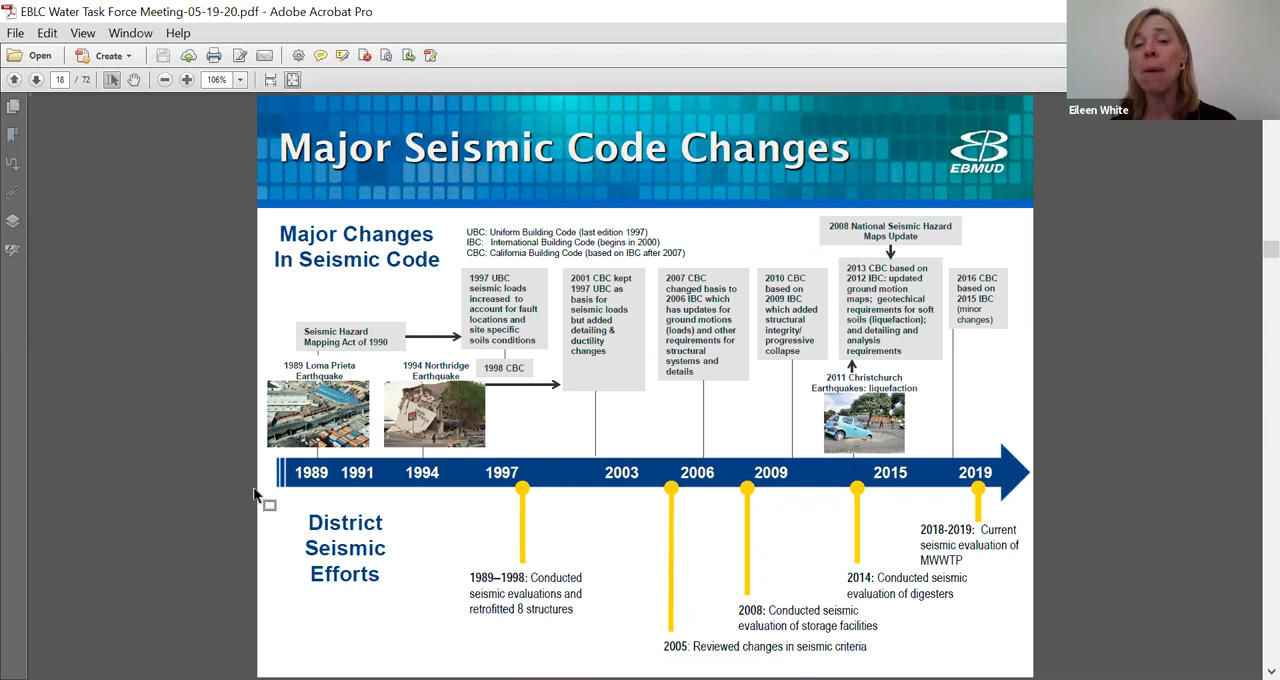 EBLC Water Task Force Meeting-05-19-20.pdf - Adobe Acrobat Pro
File Edit View Window Help
Open Create
18 / 72 106%
Eileen White
Major Seismic Code Changes
EBMUD
Major Changes
In Seismic Code
UBC: Uniform Building Code (last edition 1997)
IBC: International Building Code (begins in 2000)
CBC: California Building Code (based on IBC after 2007)
2008 National Seismic Hazard
Maps Update
Seismic Hazard
Mapping Act of 1990
1997 UBC
seismic loads
increased to
account for fault
locations and
site specific
soils conditions
2001 CBC kept
1997 UBC as
basis for
seismic loads
but added
detailing &
ductility
changes
2007 CBC
changed basis to
2006 IBC which
has updates for
ground motions
(loads) and other
requirements for
structural
systems and
details
2010 CBC
based on
2009 IBC
which added
structural
integrity/
progressive
collapse
2013 CBC based on
2012 IBC: updated
ground motion
maps; geotechical
requirements for soft
soils (liquefaction);
and detailing and
analysis
requirements
2016 CBC
based on
2015 IBC
(minor
changes)
1989 Loma Prieta
Earthquake
1994 Northridge
Earthquake
1998 CBC
2011 Christchurch
Earthquakes: liquefaction
1989 1991 1994 1997 2003 2006 2009 2015 2019
District
Seismic
Efforts
1989–1998: Conducted
seismic evaluations and
retrofitted 8 structures
2005: Reviewed changes in seismic criteria
2008: Conducted seismic
evaluation of storage facilities
2014: Conducted seismic
evaluation of digesters
2018-2019: Current
seismic evaluation of
MWWTP